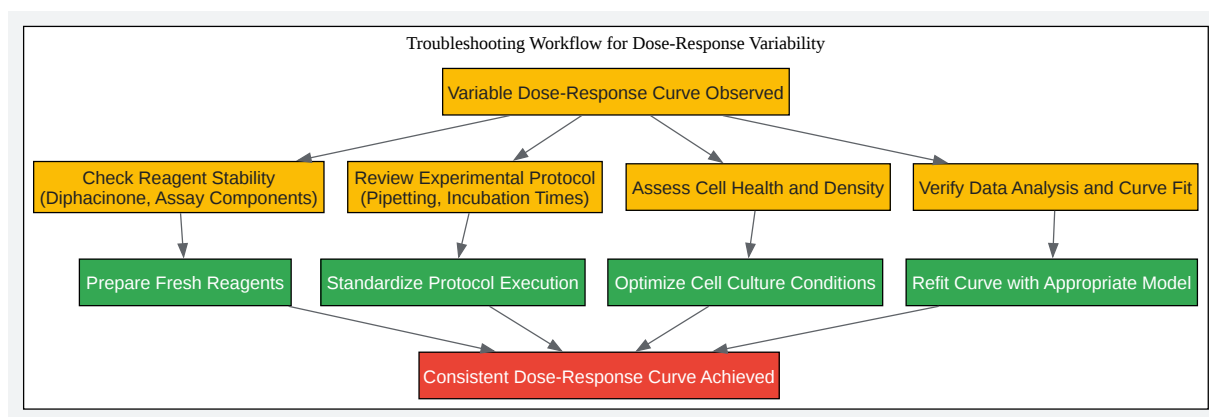 Troubleshooting Workflow for Dose-Response Variability
Variable Dose-Response Curve Observed
Check Reagent Stability
(Diphacinone, Assay Components)
Review Experimental Protocol
(Pipetting, Incubation Times)
Assess Cell Health and Density
Verify Data Analysis and Curve Fit
Prepare Fresh Reagents
Standardize Protocol Execution
Optimize Cell Culture Conditions
Refit Curve with Appropriate Model
Consistent Dose-Response Curve Achieved